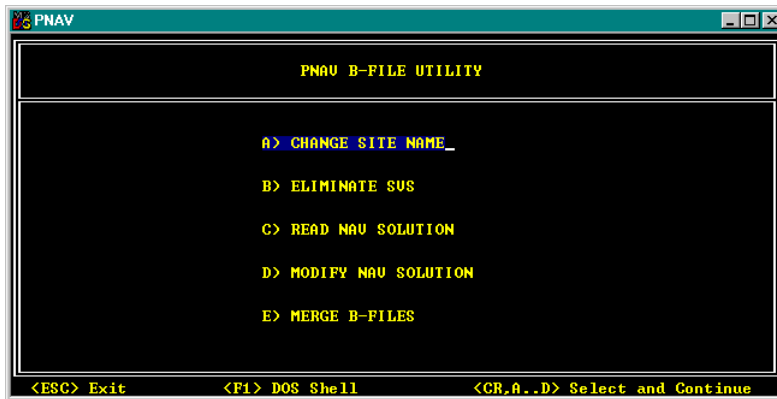 PNAV
PNAV B-FILE UTILITY
A) CHANGE SITE NAME_
B) ELIMINATE SVS
C) READ NAV SOLUTION
D) MODIFY NAV SOLUTION
E) MERGE B-FILES
<ESC> Exit <F1> DOS Shell <CR,A..D> Select and Continue